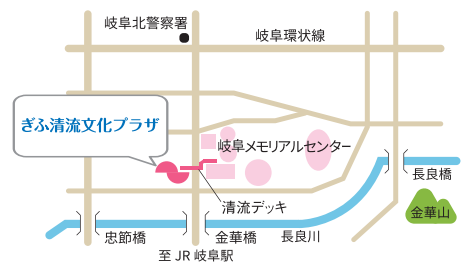 岐阜北警察署
岐阜環状線
ぎふ清流文化プラザ
岐阜メモリアルセンター
長良橋
清流デッキ
金華山
忠節橋
金華橋
長良川
至 JR 岐阜駅